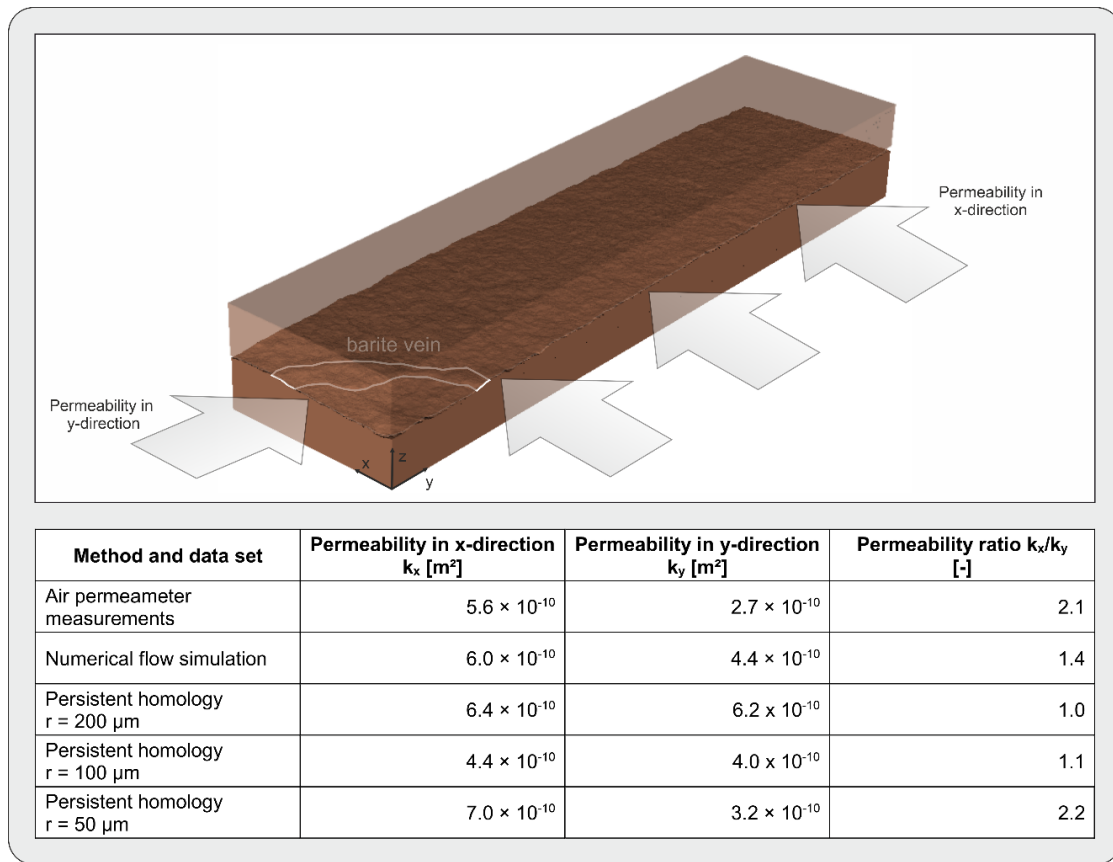 Permeability in
x-direction
barite vein
Permeability in
y-direction
x
z
y
Method and data set
Permeability in x-direction
kₓ [m²]
Permeability in y-direction
kᵧ [m²]
Permeability ratio kₓ/kᵧ
[-]
Air permeameter
measurements
5.6 × 10⁻¹⁰
2.7 × 10⁻¹⁰
2.1
Numerical flow simulation
6.0 × 10⁻¹⁰
4.4 × 10⁻¹⁰
1.4
Persistent homology
r = 200 µm
6.4 × 10⁻¹⁰
6.2 x 10⁻¹⁰
1.0
Persistent homology
r = 100 µm
4.4 × 10⁻¹⁰
4.0 x 10⁻¹⁰
1.1
Persistent homology
r = 50 µm
7.0 × 10⁻¹⁰
3.2 × 10⁻¹⁰
2.2